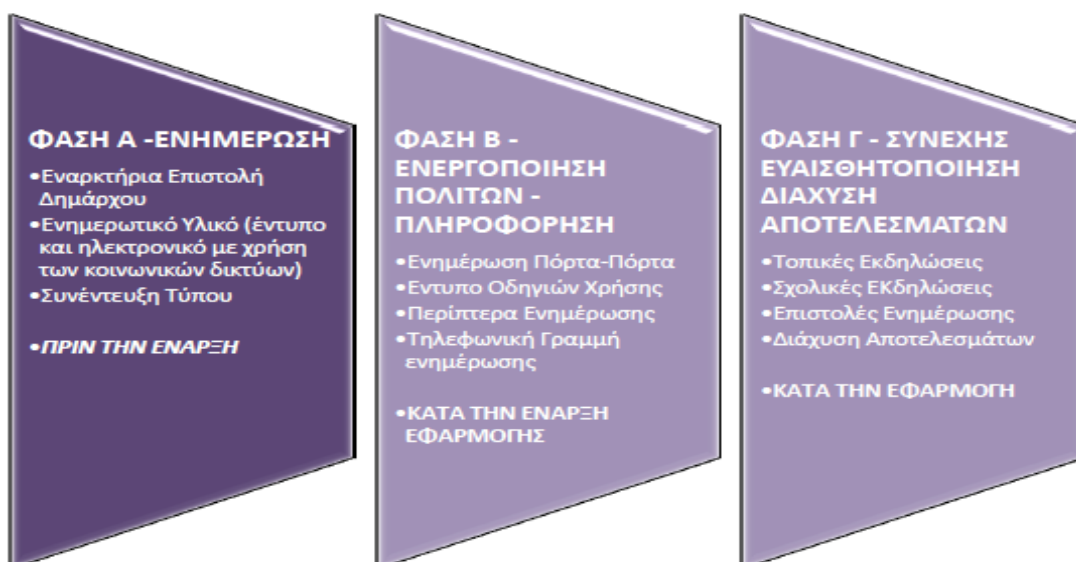 ΦΑΣΗ Α -ΕΝΗΜΕΡΩΣΗ
•Εναρκτήρια Επιστολή
Δημάρχου
•Ενημερωτικό Υλικό (έντυπο
και ηλεκτρονικό με χρήση
των κοινωνικών δικτύων)
•Συνέντευξη Τύπου
•ΠΡΙΝ ΤΗΝ ΕΝΑΡΞΗ
ΦΑΣΗ Β -
ΕΝΕΡΓΟΠΟΙΗΣΗ
ΠΟΛΙΤΩΝ -
ΠΛΗΡΟΦΟΡΗΣΗ
•Ενημέρωση Πόρτα-Πόρτα
•Εντυπο Οδηγιών Χρήσης
•Περίπτερα Ενημέρωσης
•Τηλεφωνική Γραμμή
ενημέρωσης
•ΚΑΤΑ ΤΗΝ ΕΝΑΡΞΗ
ΕΦΑΡΜΟΓΗΣ
ΦΑΣΗ Γ - ΣΥΝΕΧΗΣ
ΕΥΑΙΣΘΗΤΟΠΟΙΗΣΗ
ΔΙΑΧΥΣΗ
ΑΠΟΤΕΛΕΣΜΑΤΩΝ
•Τοπικές Εκδηλώσεις
•Σχολικές ΕΚδηλώσεις
•Επιστολές Ενημέρωσης
•Διάχυση Αποτελεσμάτων
•ΚΑΤΑ ΤΗΝ ΕΦΑΡΜΟΓΗ